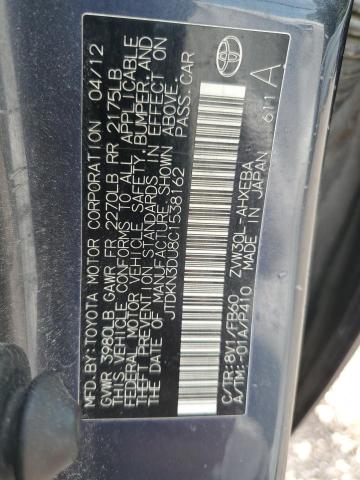 MFD.BY:TOYOTA MOTOR CORPORATION 04/12
GVWR 3980LB GAWR FR 2270LB RR 2175LB
THIS VEHICLE CONFORMS TO ALL APPLICABLE
FEDERAL MOTOR VEHICLE SAFETY, BUMPER, AND
THEFT PREVENTION STANDARDS IN EFFECT ON
THE DATE OF MANUFACTURE SHOWN ABOVE.
JTDKN3DU8C1538162 PASS.CAR
C/TR:8V1/FB60 ZVW30L-AHXEBA
A/TM:-01A/P410 MADE IN JAPAN
611 A